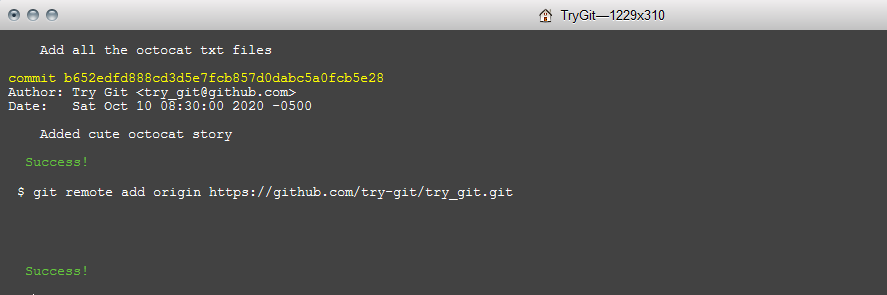 TryGit—1229x310
Add all the octocat txt files
commit b652edfd888cd3d5e7fcb857d0dabc5a0fcb5e28
Author: Try Git <try_git@github.com>
Date: Sat Oct 10 08:30:00 2020 -0500
Added cute octocat story
Success!
$ git remote add origin https://github.com/try-git/try_git.git
Success!